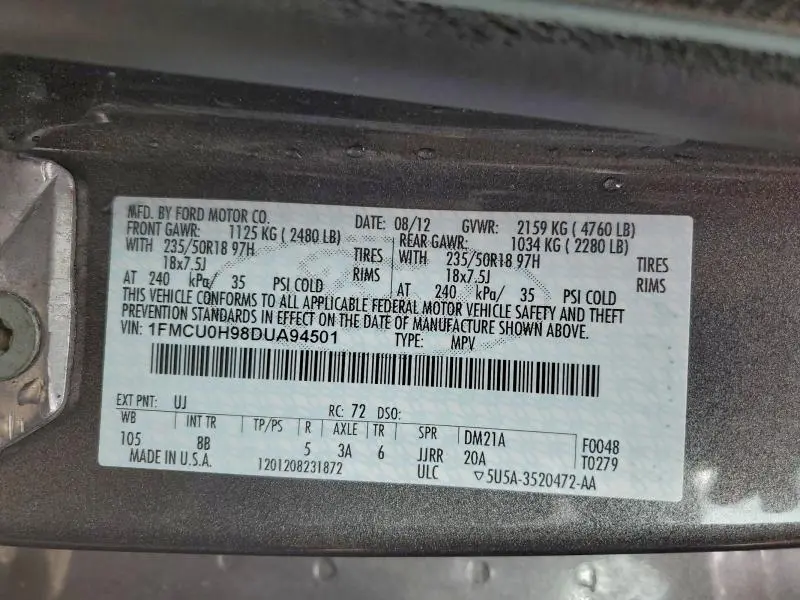 MFD. BY FORD MOTOR CO. DATE: 08/12 GVWR: 2159 KG ( 4760 LB)
FRONT GAWR: 1125 KG ( 2480 LB) REAR GAWR: 1034 KG ( 2280 LB)
WITH 235/50R18 97H TIRES WITH 235/50R18 97H TIRES
18x7.5J RIMS 18x7.5J RIMS
AT 240 kPa/ 35 PSI COLD AT 240 kPa/ 35 PSI COLD
THIS VEHICLE CONFORMS TO ALL APPLICABLE FEDERAL MOTOR VEHICLE SAFETY AND THEFT
PREVENTION STANDARDS IN EFFECT ON THE DATE OF MANUFACTURE SHOWN ABOVE.
VIN: 1FMCU0H98DUA94501 TYPE: MPV
EXT PNT: UJ RC: 72 DSO:
WB INT TR TP/PS R AXLE TR SPR DM21A F0048
105 8B 5 3A 6 JJRR 20A T0279
MADE IN U.S.A. 1201208231872 ULC ▽5U5A-3520472-AA